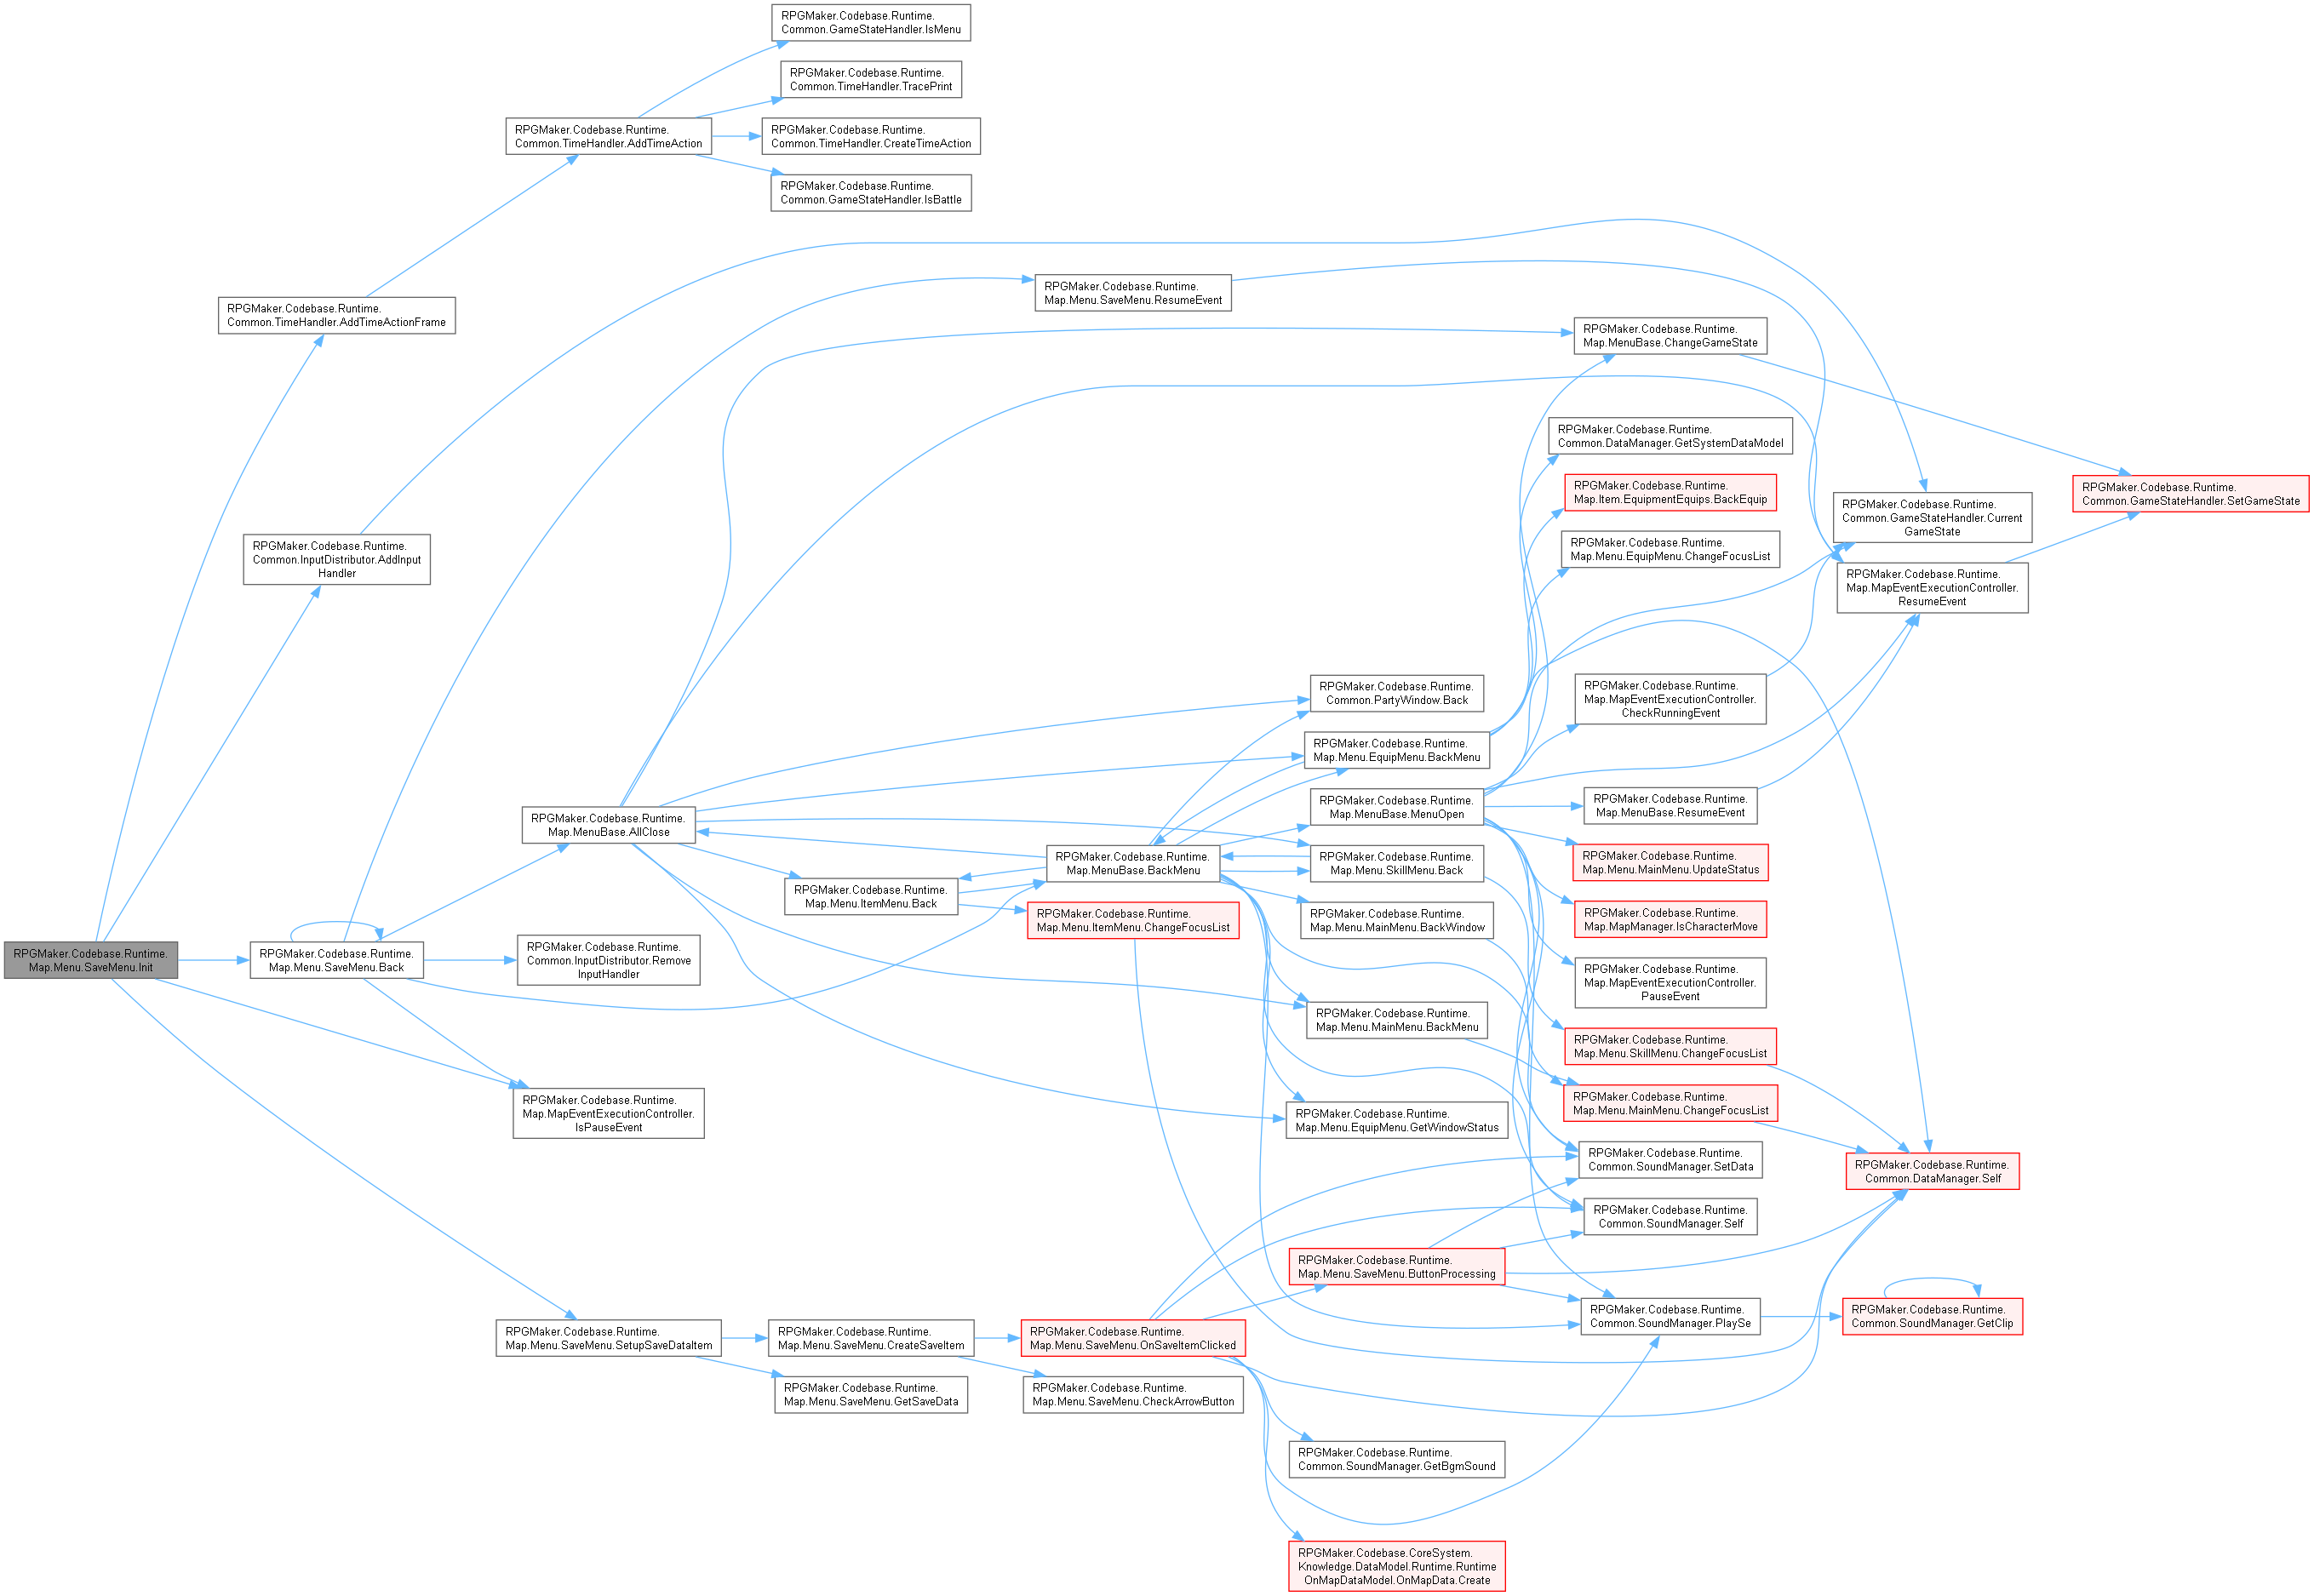 RPGMaker.Codebase.Runtime.
Common.GameStateHandler.IsMenu
RPGMaker.Codebase.Runtime.
Common.TimeHandler.TracePrint
RPGMaker.Codebase.Runtime.
Common.TimeHandler.AddTimeAction
RPGMaker.Codebase.Runtime.
Common.TimeHandler.CreateTimeAction
RPGMaker.Codebase.Runtime.
Common.GameStateHandler.IsBattle
RPGMaker.Codebase.Runtime.
Map.Menu.SaveMenu.ResumeEvent
RPGMaker.Codebase.Runtime.
Common.TimeHandler.AddTimeActionFrame
RPGMaker.Codebase.Runtime.
Map.MenuBase.ChangeGameState
RPGMaker.Codebase.Runtime.
Common.DataManager.GetSystemDataModel
RPGMaker.Codebase.Runtime.
Map.Item.EquipmentEquips.BackEquip
RPGMaker.Codebase.Runtime.
Common.GameStateHandler.SetGameState
RPGMaker.Codebase.Runtime.
Common.GameStateHandler.Current
GameState
RPGMaker.Codebase.Runtime.
Common.InputDistributor.AddInput
Handler
RPGMaker.Codebase.Runtime.
Map.Menu.EquipMenu.ChangeFocusList
RPGMaker.Codebase.Runtime.
Map.MapEventExecutionController.
ResumeEvent
RPGMaker.Codebase.Runtime.
Common.PartyWindow.Back
RPGMaker.Codebase.Runtime.
Map.MapEventExecutionController.
CheckRunningEvent
RPGMaker.Codebase.Runtime.
Map.Menu.EquipMenu.BackMenu
RPGMaker.Codebase.Runtime.
Map.MenuBase.MenuOpen
RPGMaker.Codebase.Runtime.
Map.MenuBase.ResumeEvent
RPGMaker.Codebase.Runtime.
Map.MenuBase.AllClose
RPGMaker.Codebase.Runtime.
Map.MenuBase.BackMenu
RPGMaker.Codebase.Runtime.
Map.Menu.SkillMenu.Back
RPGMaker.Codebase.Runtime.
Map.Menu.MainMenu.UpdateStatus
RPGMaker.Codebase.Runtime.
Map.Menu.ItemMenu.Back
RPGMaker.Codebase.Runtime.
Map.Menu.ItemMenu.ChangeFocusList
RPGMaker.Codebase.Runtime.
Map.Menu.MainMenu.BackWindow
RPGMaker.Codebase.Runtime.
Map.MapManager.IsCharacterMove
RPGMaker.Codebase.Runtime.
Map.Menu.SaveMenu.Init
RPGMaker.Codebase.Runtime.
Map.Menu.SaveMenu.Back
RPGMaker.Codebase.Runtime.
Common.InputDistributor.Remove
InputHandler
RPGMaker.Codebase.Runtime.
Map.MapEventExecutionController.
PauseEvent
RPGMaker.Codebase.Runtime.
Map.Menu.MainMenu.BackMenu
RPGMaker.Codebase.Runtime.
Map.Menu.SkillMenu.ChangeFocusList
RPGMaker.Codebase.Runtime.
Map.MapEventExecutionController.
IsPauseEvent
RPGMaker.Codebase.Runtime.
Map.Menu.EquipMenu.GetWindowStatus
RPGMaker.Codebase.Runtime.
Map.Menu.MainMenu.ChangeFocusList
RPGMaker.Codebase.Runtime.
Common.SoundManager.SetData
RPGMaker.Codebase.Runtime.
Common.DataManager.Self
RPGMaker.Codebase.Runtime.
Common.SoundManager.Self
RPGMaker.Codebase.Runtime.
Map.Menu.SaveMenu.ButtonProcessing
RPGMaker.Codebase.Runtime.
Common.SoundManager.PlaySe
RPGMaker.Codebase.Runtime.
Common.SoundManager.GetClip
RPGMaker.Codebase.Runtime.
Map.Menu.SaveMenu.SetupSaveDataItem
RPGMaker.Codebase.Runtime.
Map.Menu.SaveMenu.CreateSaveItem
RPGMaker.Codebase.Runtime.
Map.Menu.SaveMenu.OnSaveItemClicked
RPGMaker.Codebase.Runtime.
Map.Menu.SaveMenu.GetSaveData
RPGMaker.Codebase.Runtime.
Map.Menu.SaveMenu.CheckArrowButton
RPGMaker.Codebase.Runtime.
Common.SoundManager.GetBgmSound
RPGMaker.Codebase.CoreSystem.
Knowledge.DataModel.Runtime.Runtime
OnMapDataModel.OnMapData.Create